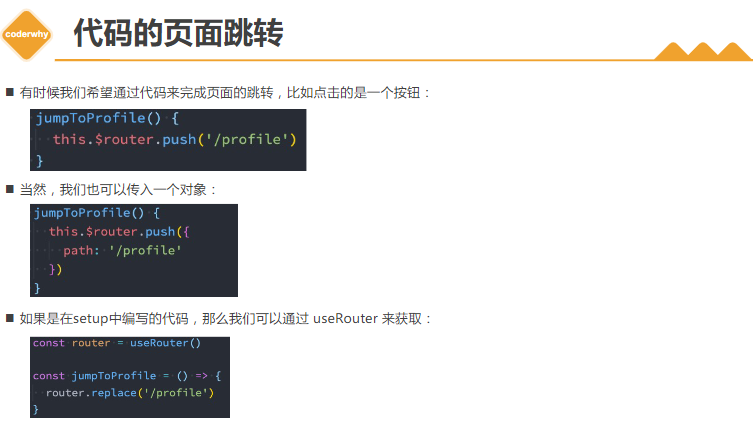 coderwhy
代码的页面跳转
有时候我们希望通过代码来完成页面的跳转，比如点击的是一个按钮：
jumpToProfile() {
  this.$router.push('/profile')
}
当然，我们也可以传入一个对象：
jumpToProfile() {
  this.$router.push({
    path: '/profile'
  })
}
如果是在setup中编写的代码，那么我们可以通过 useRouter 来获取：
const router = useRouter()
const jumpToProfile = () => {
  router.replace('/profile')
}